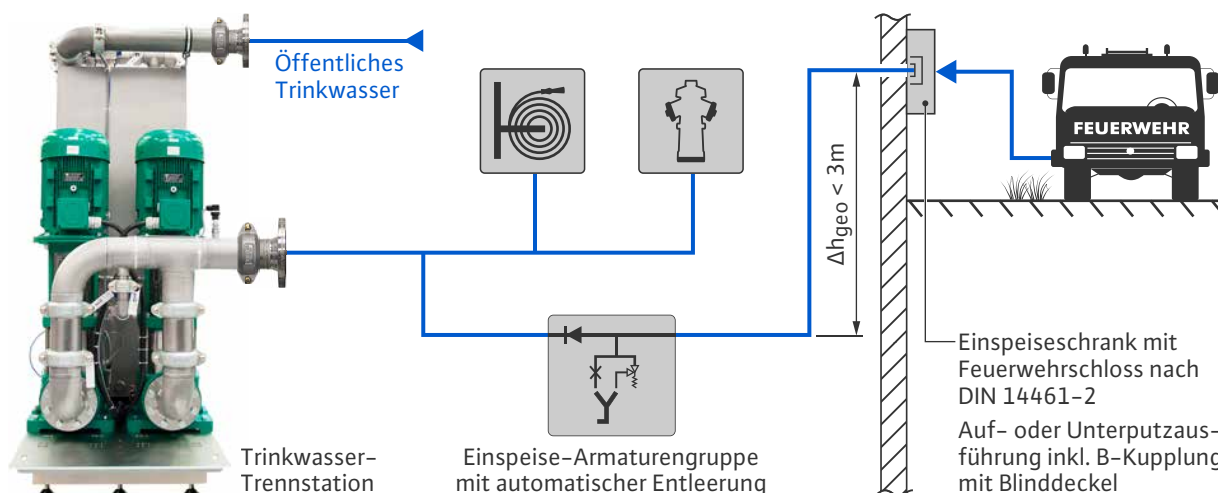 Öffentliches
Trinkwasser
FEUERWEHR
Δhgeo < 3m
Einspeiseschrank mit
Feuerwehrschloss nach
DIN 14461-2
Auf- oder Unterputzaus-
führung inkl. B-Kupplung
mit Blinddeckel
Trinkwasser-
Trennstation
Einspeise-Armaturengruppe
mit automatischer Entleerung